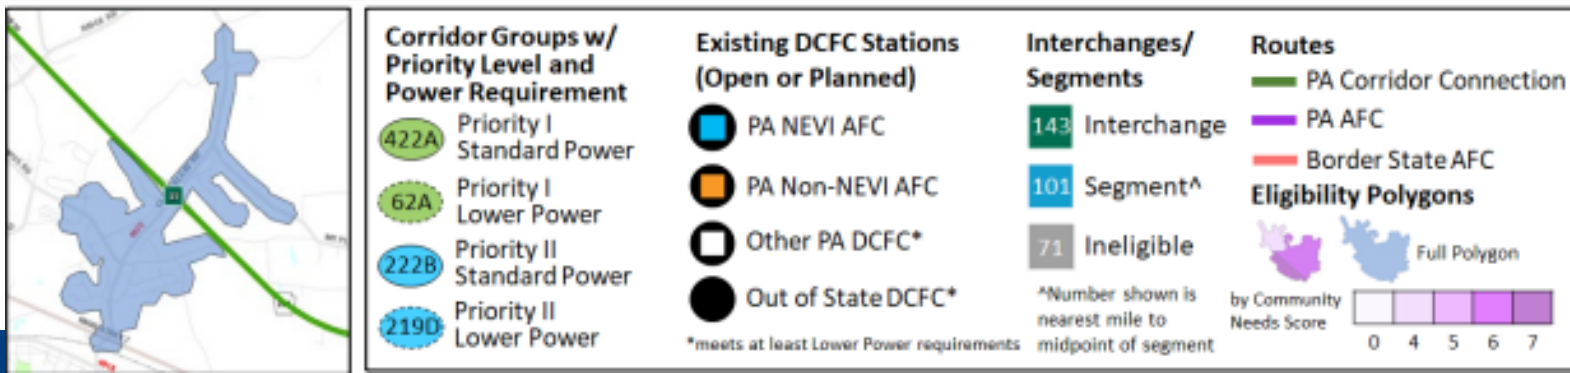 Corridor Groups w/
Priority Level and
Power Requirement
422A
Priority I
Standard Power
62A
Priority I
Lower Power
222B
Priority II
Standard Power
219D
Priority II
Lower Power
Existing DCFC Stations
(Open or Planned)
PA NEVI AFC
PA Non-NEVI AFC
Other PA DCFC*
Out of State DCFC*
*meets at least Lower Power requirements
Interchanges/
Segments
143 Interchange
101 Segment^
71 Ineligible
^Number shown is
nearest mile to
midpoint of segment
Routes
PA Corridor Connection
PA AFC
Border State AFC
Eligibility Polygons
Full Polygon
by Community
Needs Score
0 4 5 6 7